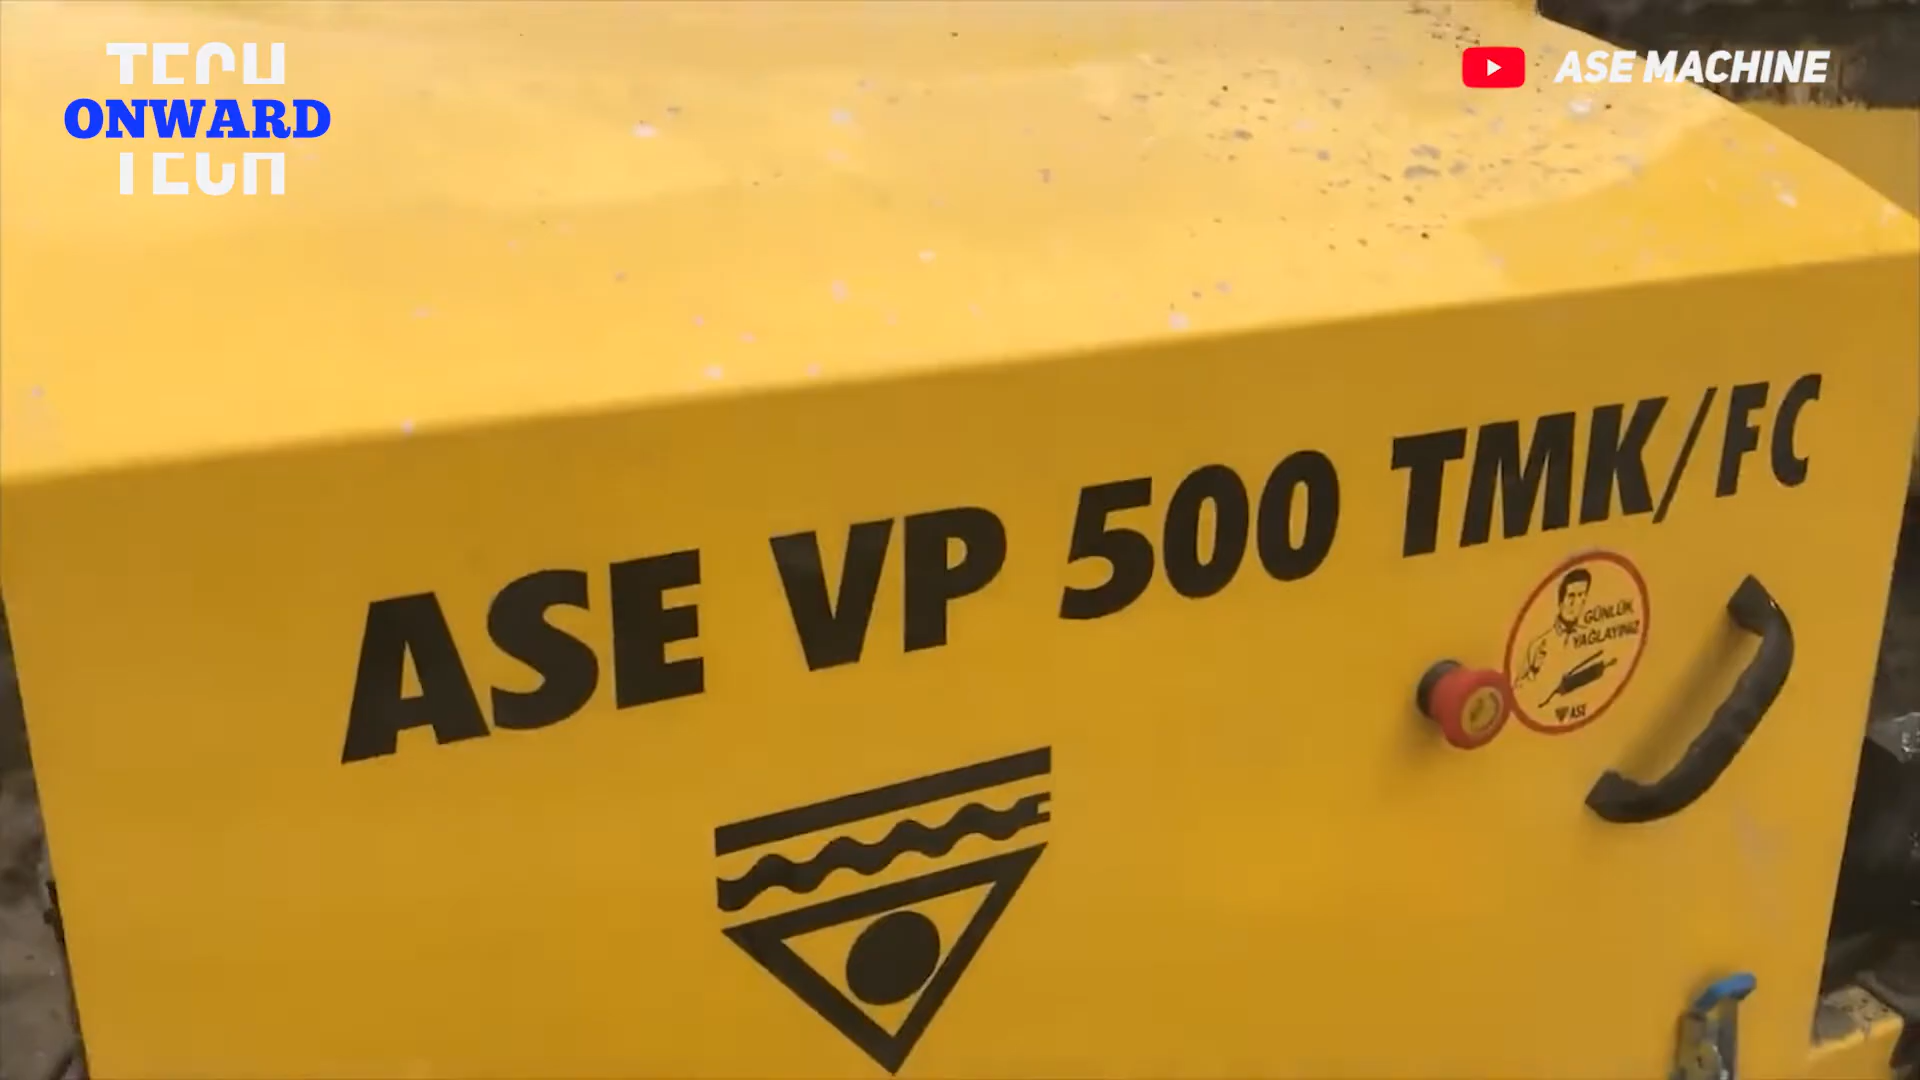 TECH
ONWARD
TECH
ASE MACHINE
ASE VP 500 TMK/FC
GÜNLÜK
YAĞLAYINIZ
ASE